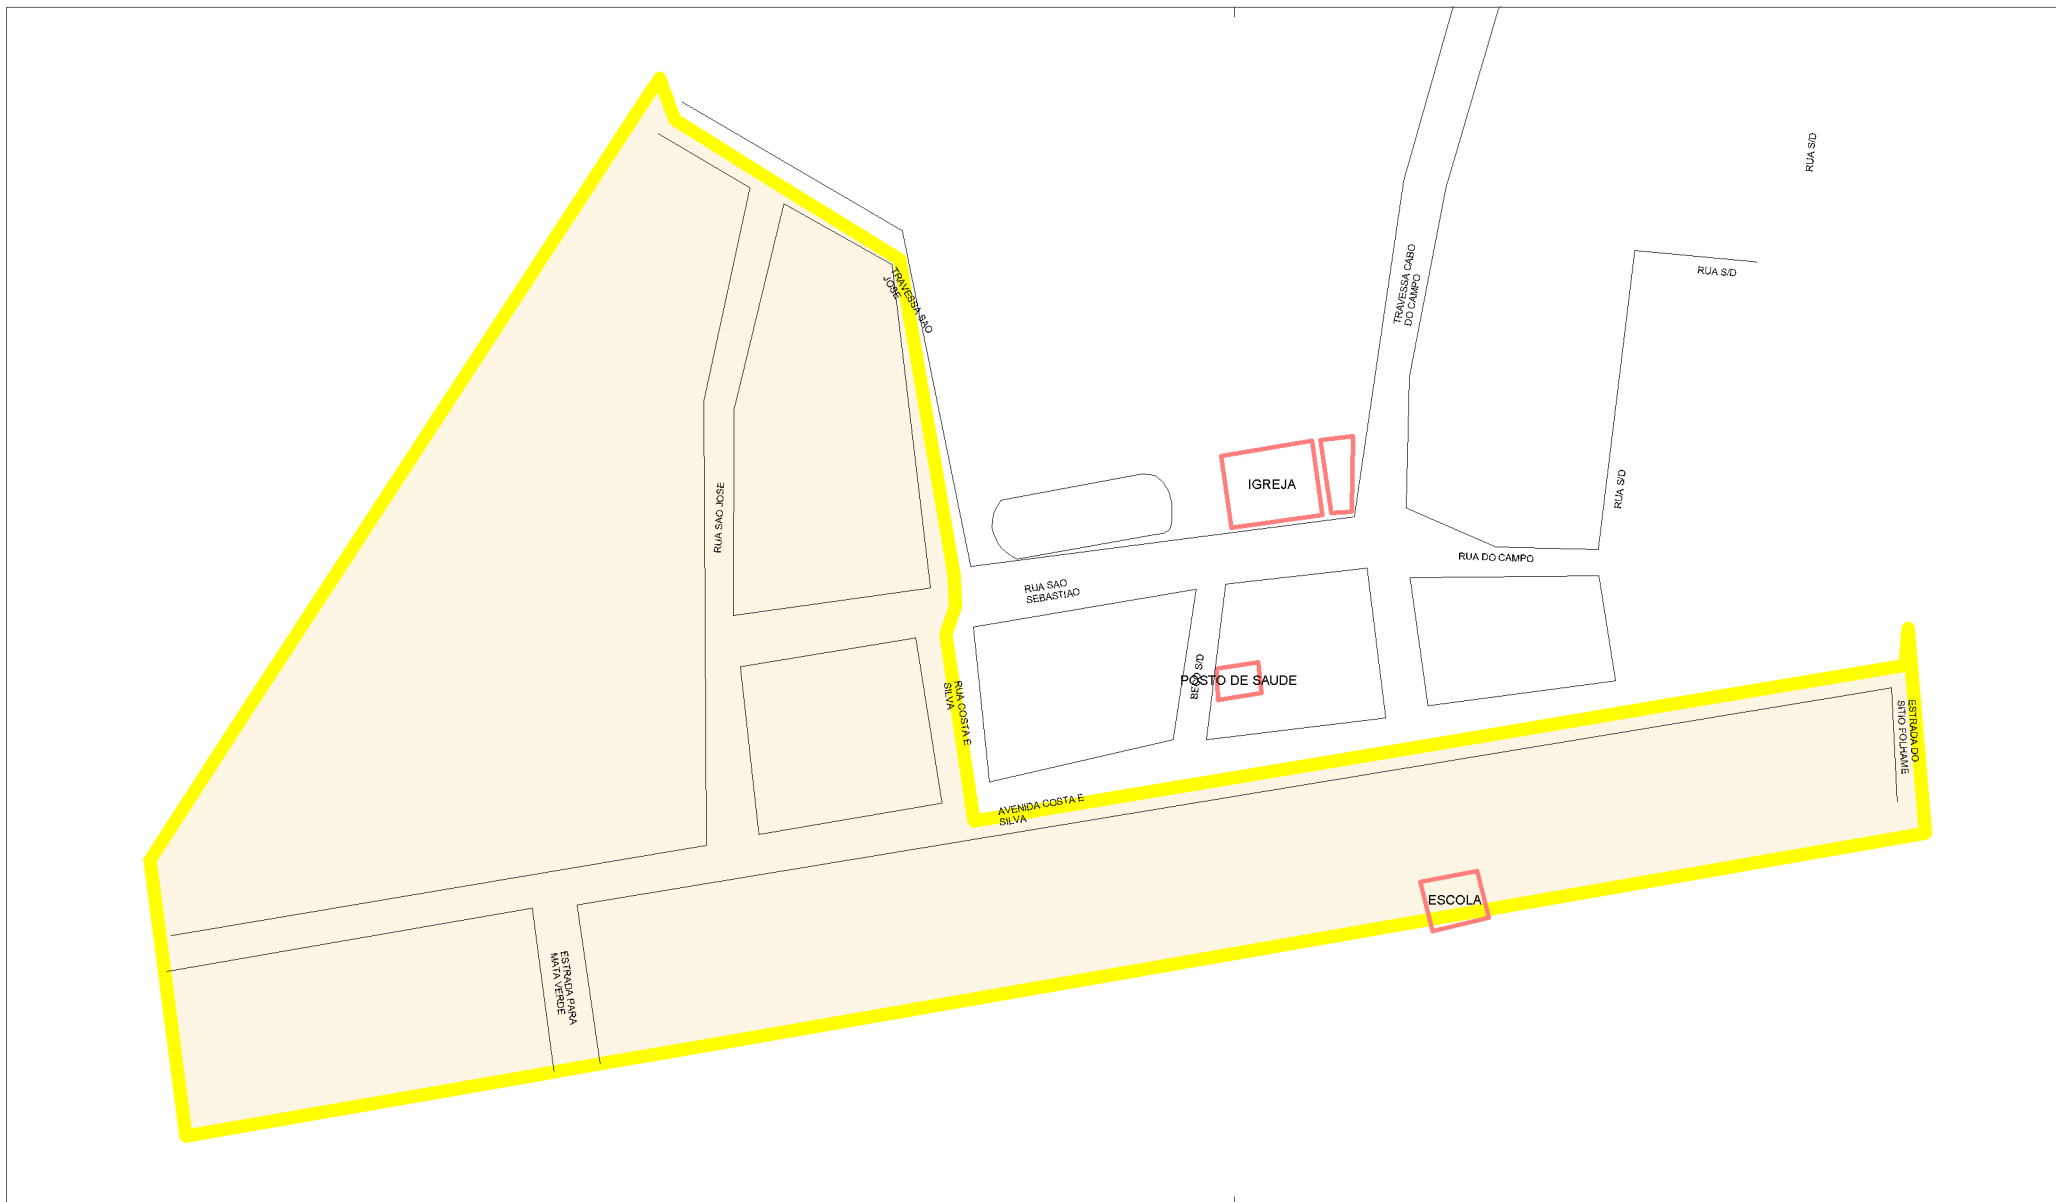 RUA S/D
RUA S/D
TRAVESSA SAO
JOSE
TRAVESSA CABO
DO CAMPO
IGREJA
RUA S/D
RUA SAO JOSE
RUA DO CAMPO
RUA SAO
SEBASTIAO
BECO S/D
POSTO DE SAUDE
RUA COSTA E
SILVA
ESTRADA DO
SITIO FOLHAME
AVENIDA COSTA E
SILVA
ESCOLA
ESTRADA PARA
MATA VERDE